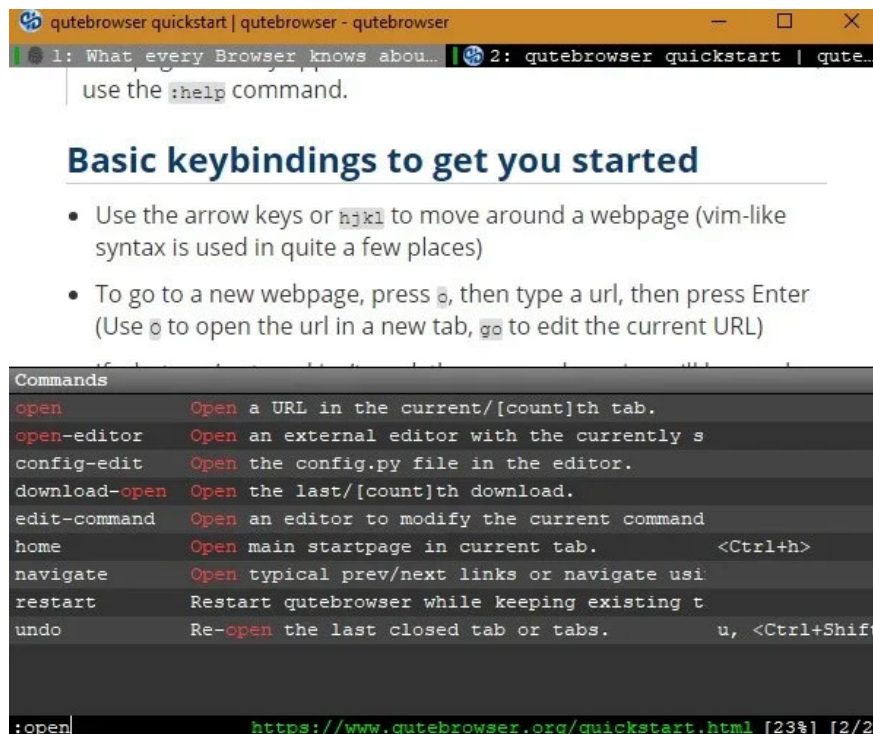 qutebrowser quickstart | qutebrowser - qutebrowser
1: What every Browser knows abou… 2: qutebrowser quickstart | qute…
use the :help command.
Basic keybindings to get you started
• Use the arrow keys or hjkl to move around a webpage (vim-like
syntax is used in quite a few places)
• To go to a new webpage, press o, then type a url, then press Enter
(Use O to open the url in a new tab, go to edit the current URL)
Commands
open Open a URL in the current/[count]th tab.
open-editor Open an external editor with the currently s
config-edit Open the config.py file in the editor.
download-open Open the last/[count]th download.
edit-command Open an editor to modify the current command
home Open main startpage in current tab. <Ctrl+h>
navigate Open typical prev/next links or navigate usi
restart Restart qutebrowser while keeping existing t
undo Re-open the last closed tab or tabs. u, <Ctrl+Shift
:open https://www.qutebrowser.org/quickstart.html [23%] [2/2